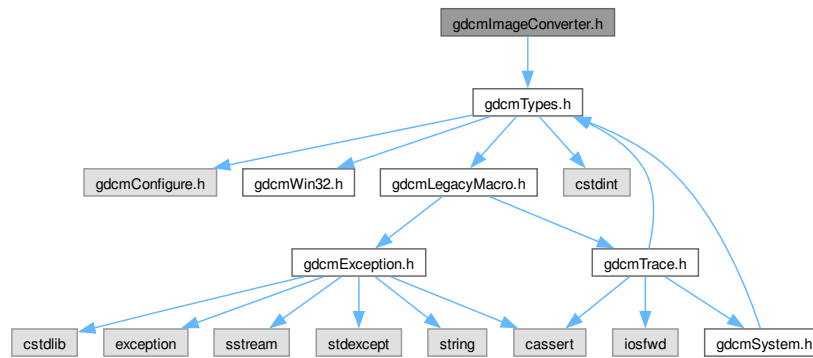 gdcmImageConverter.h
gdcmTypes.h
gdcmConfigure.h
gdcmWin32.h
gdcmLegacyMacro.h
cstdint
gdcmException.h
gdcmTrace.h
cstdlib
exception
sstream
stdexcept
string
cassert
iosfwd
gdcmSystem.h